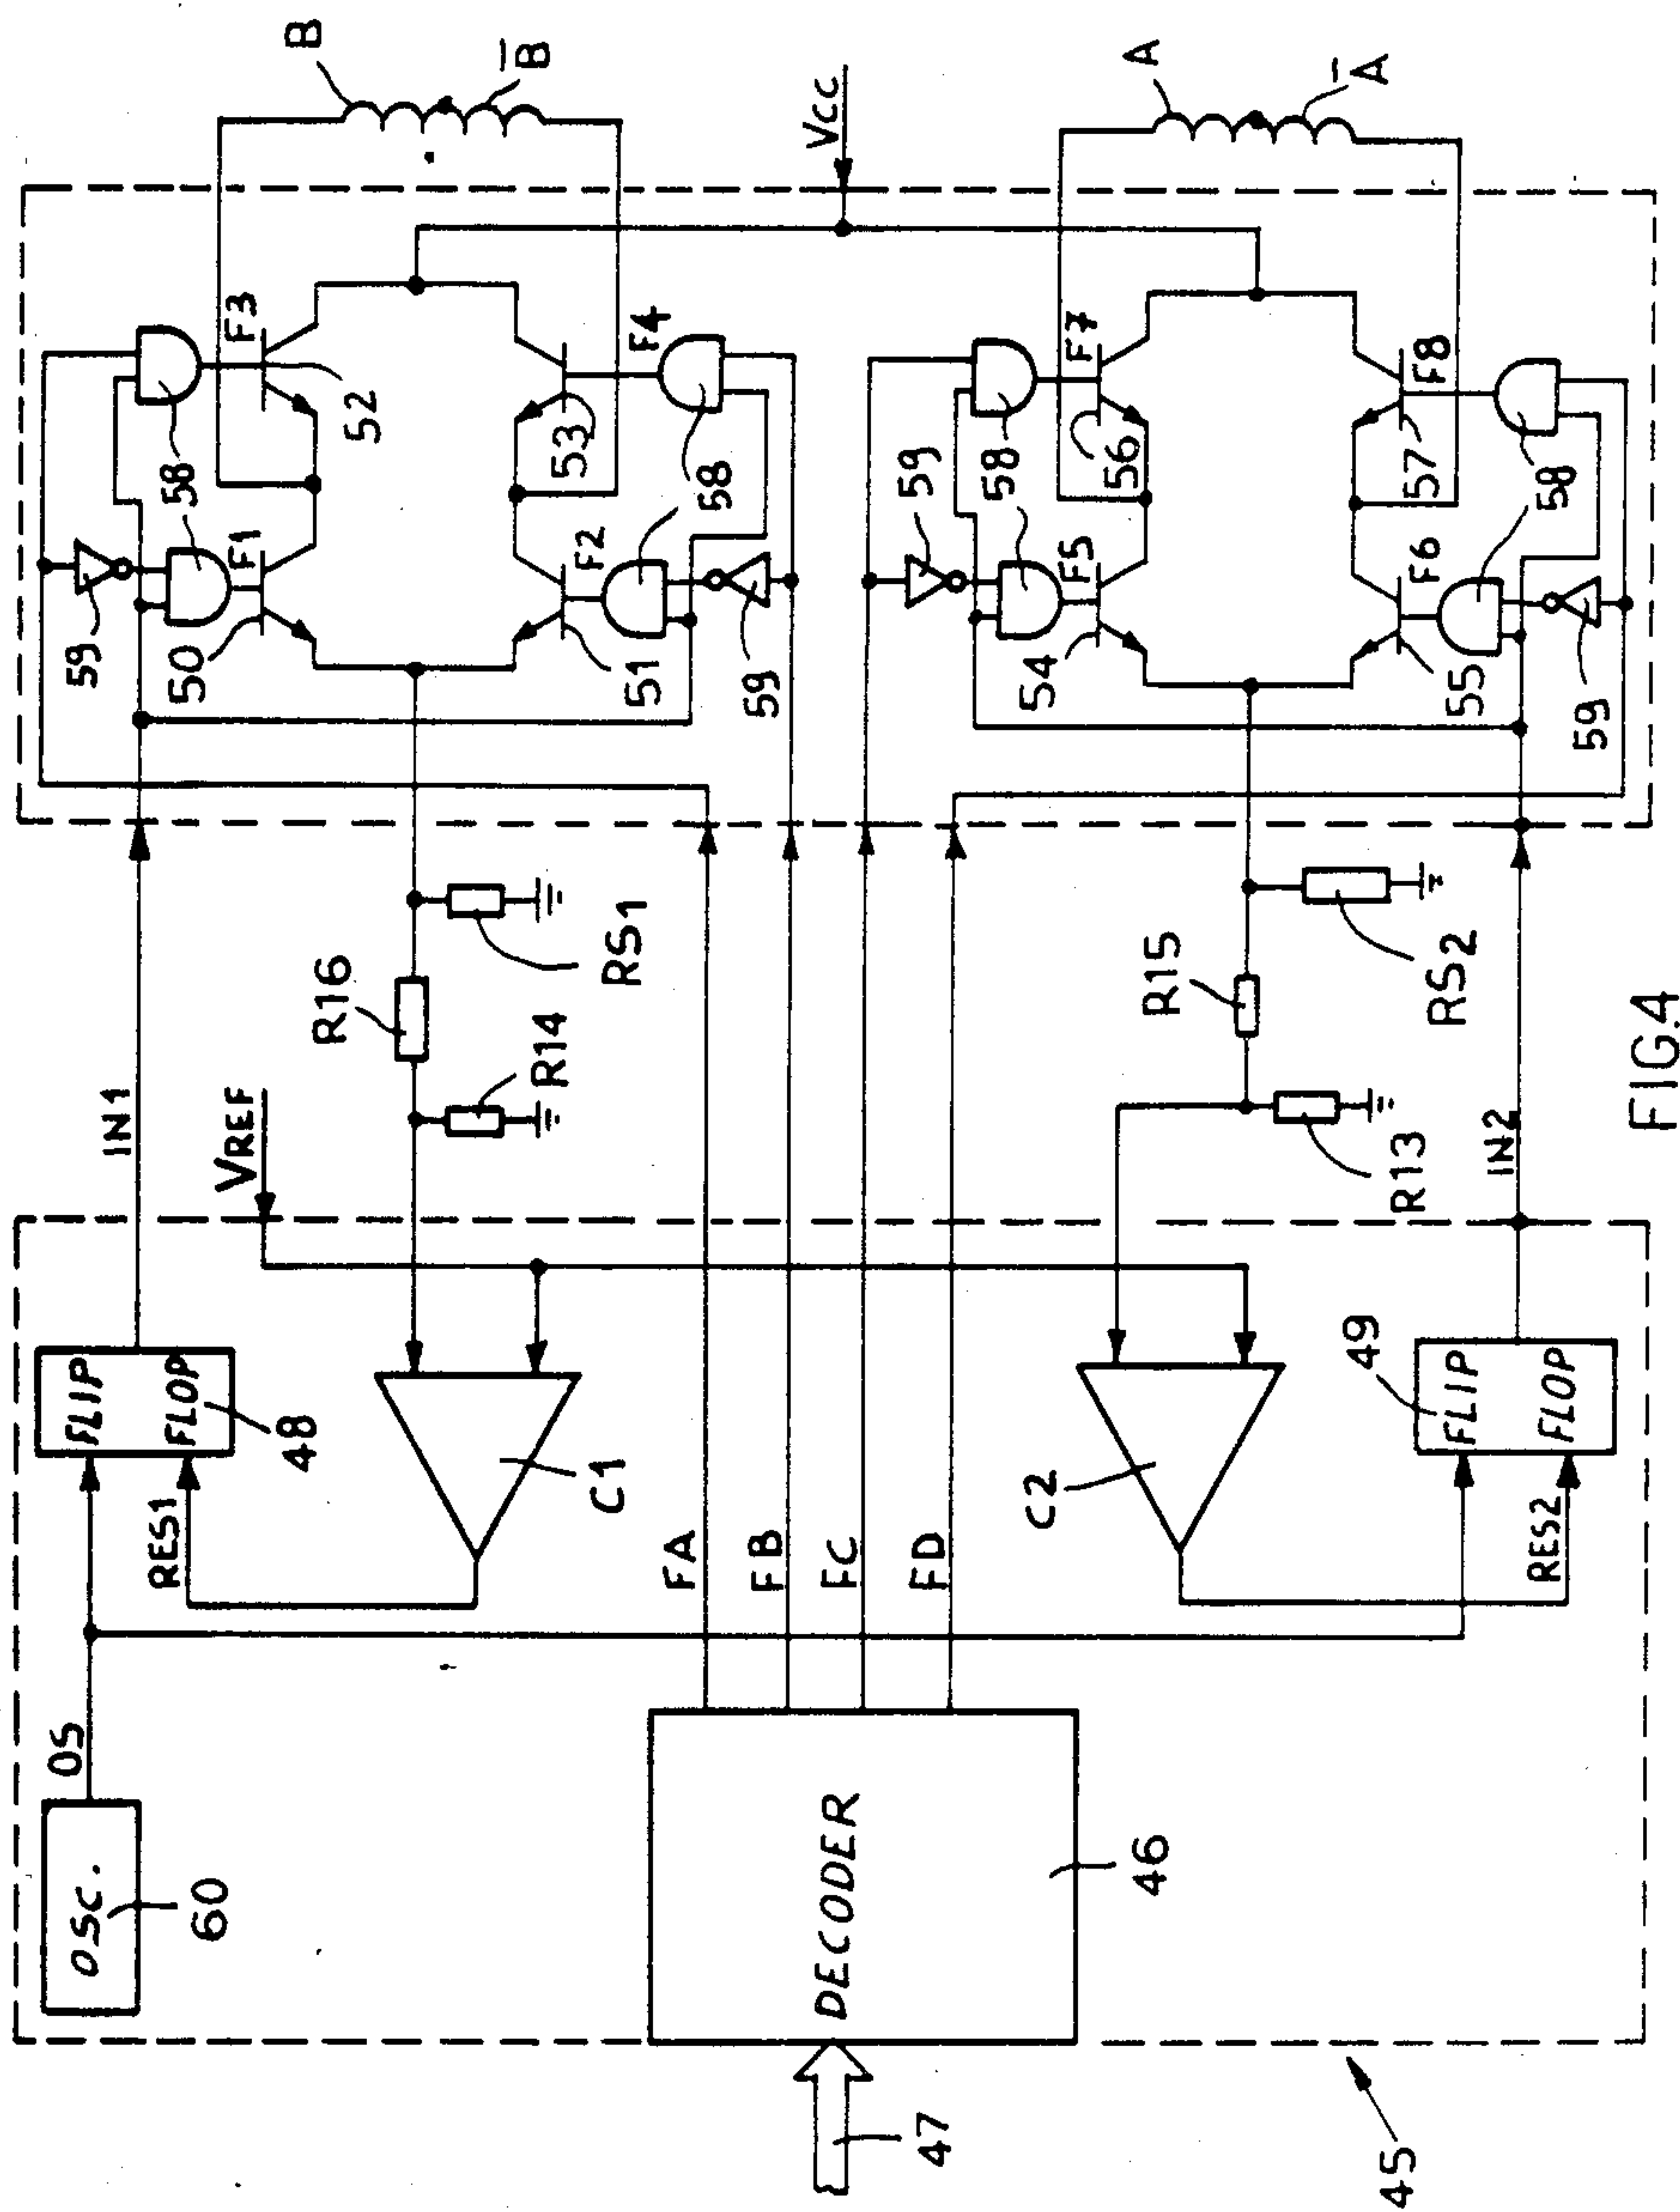 B
B̅
VCC
A
A̅
F3
52
58
58
F1
59
50
F4
53
58
F2
51
59
F7
56
58
59
F5
54
F8
57
58
F6
55
59
IN1
VREF
R16
RS1
R14
R15
RS2
R13
IN2
FIG.4
FLIP
FLOP
48
RES1
C1
FA
FB
FC
FD
C2
49
FLIP
FLOP
RES2
OS
OSC.
60
DECODER
46
47
45